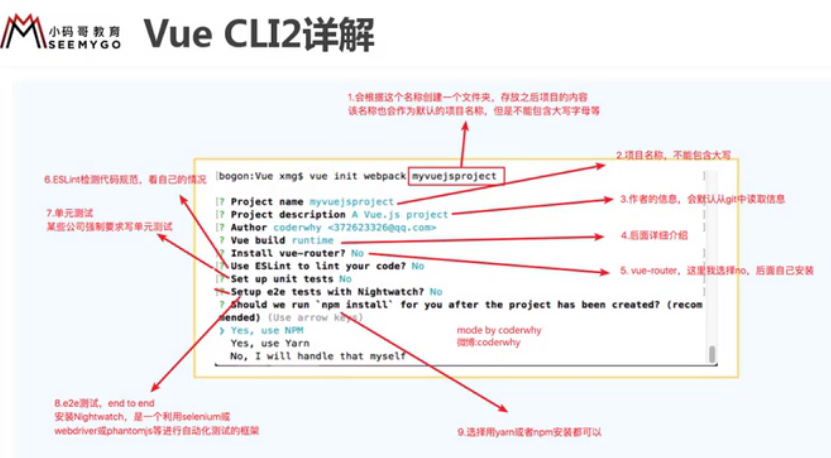 小码哥教育
SEEMYGO
Vue CLI2详解
1.会根据这个名称创建一个文件夹，存放之后项目的内容
该名称也会作为默认的项目名称，但是不能包含大写字母等
2.项目名称，不能包含大写
[bogon:Vue xmg$ vue init webpack myvuejsproject
6.ESLint检测代码规范，看自己的情况
[? Project name myvuejsproject
3.作者的信息，会默认从git中读取信息
7.单元测试
某些公司强制要求写单元测试
[? Project description A Vue.js project
[? Author coderwhy <372623326@qq.com>
? Vue build runtime
4.后面详细介绍
? Install vue-router? No
? Use ESLint to lint your code? No
5. vue-router，这里我选择no，后面自己安装
? Set up unit tests No
? Setup e2e tests with Nightwatch? No
? Should we run `npm install` for you after the project has been created? (recom
mended) (Use arrow keys)
❯ Yes, use NPM
Yes, use Yarn
No, I will handle that myself
mode by coderwhy
微博:coderwhy
8.e2e测试，end to end
安装Nightwatch，是一个利用selenium或
webdriver或phantomjs等进行自动化测试的框架
9.选择用yarn或者npm安装都可以